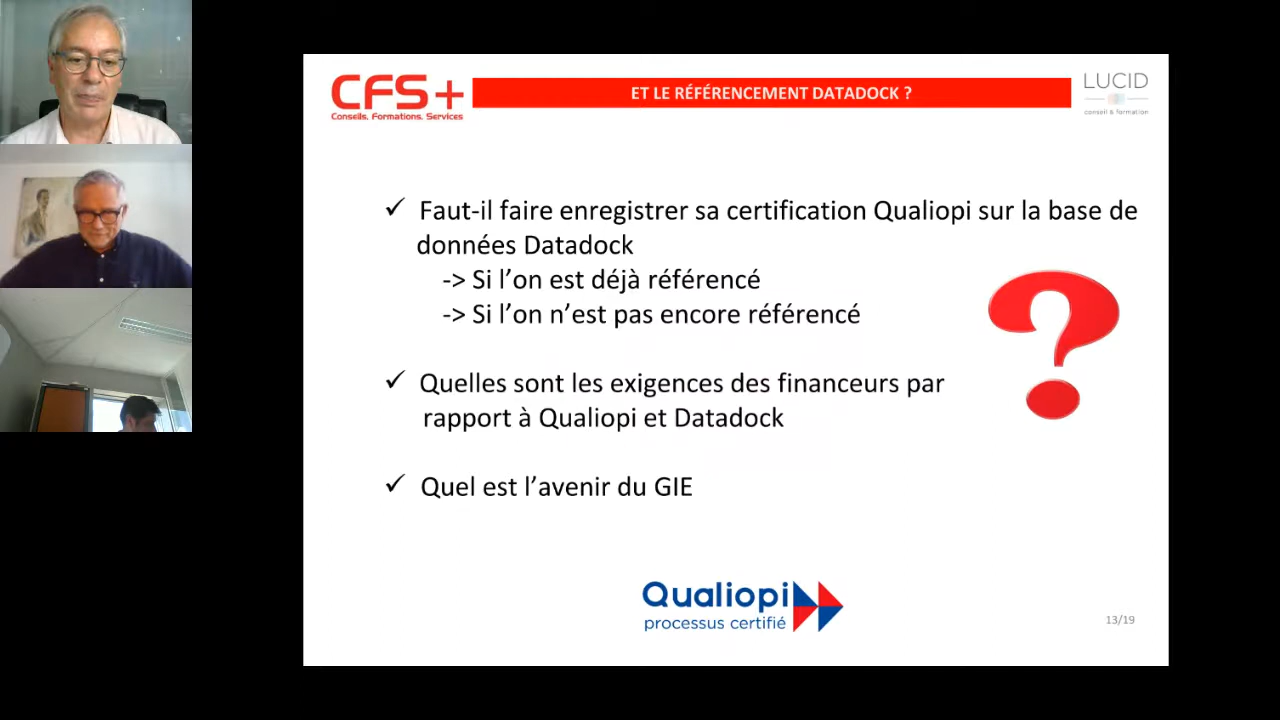 CFS+
Conseils, Formations, Services
ET LE RÉFÉRENCEMENT DATADOCK ?
LUCID
conseil & formation
✓ Faut-il faire enregistrer sa certification Qualiopi sur la base de
données Datadock
-> Si l’on est déjà référencé
-> Si l’on n’est pas encore référencé
✓ Quelles sont les exigences des financeurs par
rapport à Qualiopi et Datadock
?
✓ Quel est l’avenir du GIE
Qualiopi
processus certifié
13/19